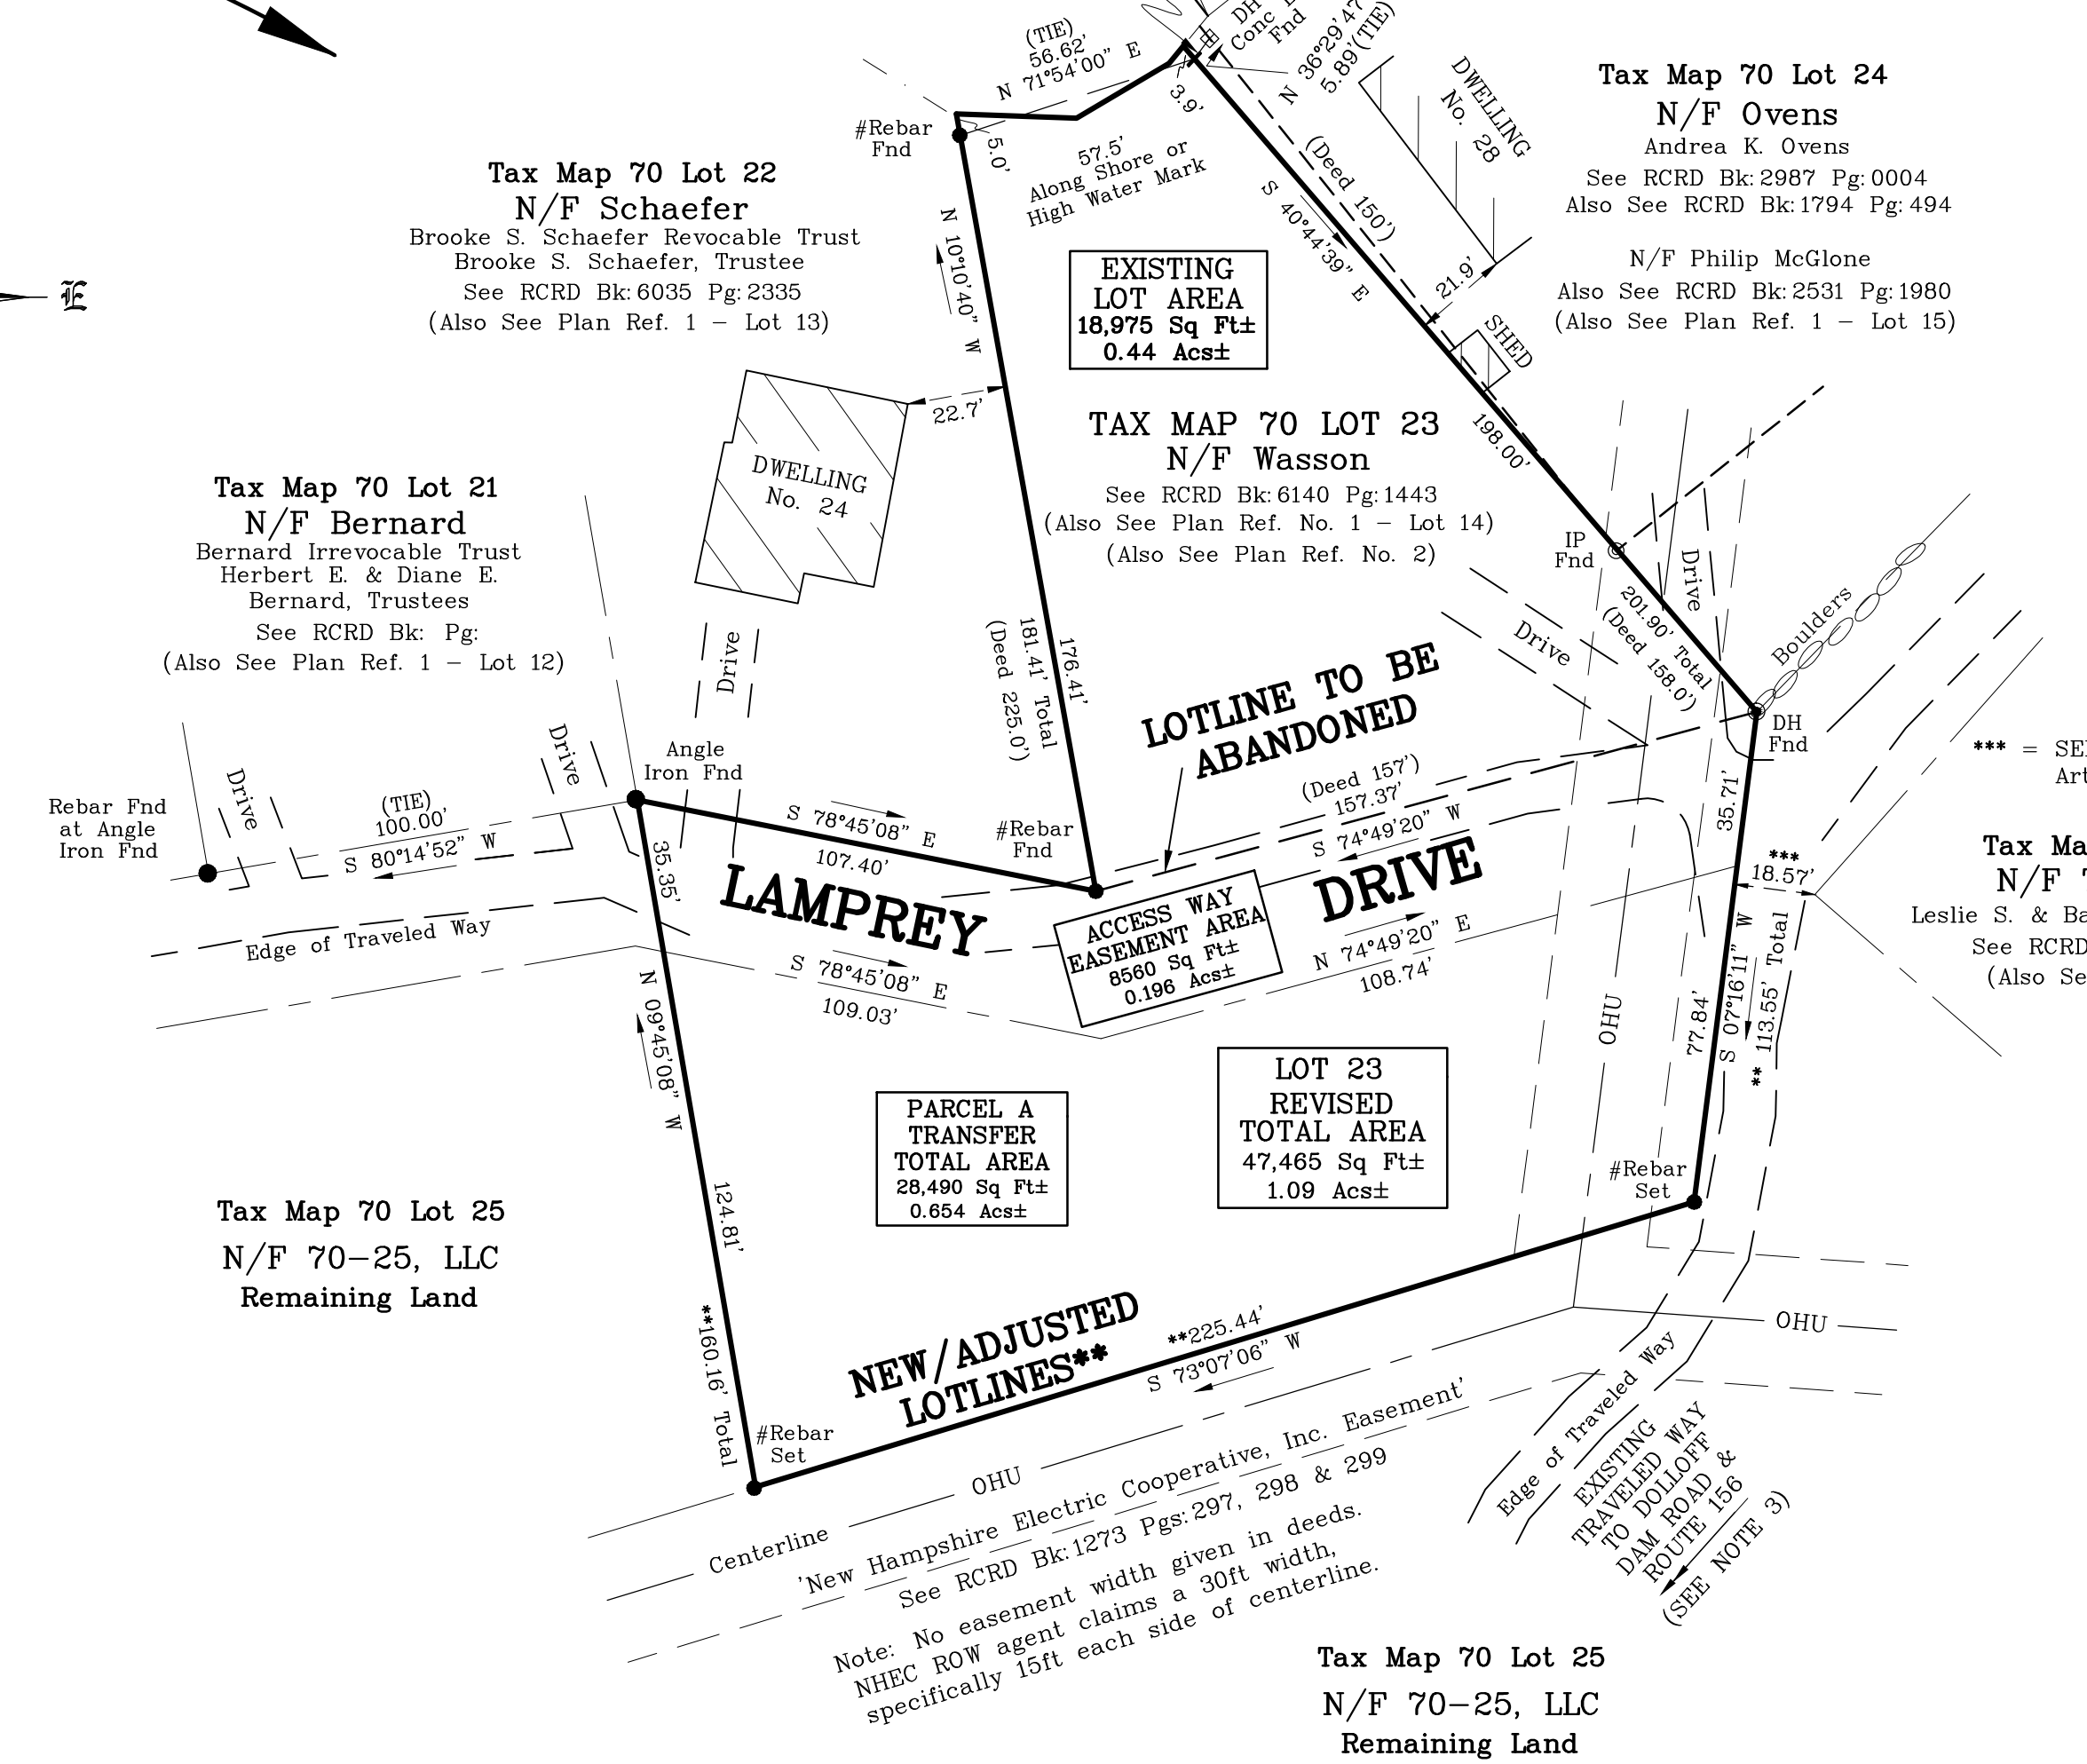 (TIE)
56.62'
N 71°54'00" E
DH
Conc
Fnd
N 36°29'47
5.89'(TIE)
3.9'
5.0'
#Rebar
Fnd
57.5'
Along Shore or
High Water Mark
DWELLING
No. 28
Tax Map 70 Lot 24
N/F Ovens
Andrea K. Ovens
See RCRD Bk:2987 Pg:0004
Also See RCRD Bk:1794 Pg:494
N/F Philip McGlone
Also See RCRD Bk:2531 Pg:1980
(Also See Plan Ref. 1 - Lot 15)
Tax Map 70 Lot 22
N/F Schaefer
Brooke S. Schaefer Revocable Trust
Brooke S. Schaefer, Trustee
See RCRD Bk:6035 Pg:2335
(Also See Plan Ref. 1 - Lot 13)
E
N 10°10'40" W
EXISTING
LOT AREA
18,975 Sq Ft±
0.44 Acs±
(Deed 150')
S 40°44'39" E
21.9'
SHED
198.00'
22.7'
DWELLING
No. 24
TAX MAP 70 LOT 23
N/F Wasson
See RCRD Bk:6140 Pg:1443
(Also See Plan Ref. No. 1 - Lot 14)
(Also See Plan Ref. No. 2)
Tax Map 70 Lot 21
N/F Bernard
Bernard Irrevocable Trust
Herbert E. & Diane E.
Bernard, Trustees
See RCRD Bk: Pg:
(Also See Plan Ref. 1 - Lot 12)
IP
Fnd
Drive
201.90' Total
(Deed 158.0')
Boulders
Drive
Drive
176.41'
181.41' Total
(Deed 225.0')
LOTLINE TO BE
ABANDONED
DH
Fnd
*** = SE
Art
Drive
Drive
Angle
Iron Fnd
Rebar Fnd
at Angle
Iron Fnd
(TIE)
100.00'
S 80°14'52" W
S 78°45'08" E
107.40'
#Rebar
Fnd
(Deed 157')
157.37'
S 74°49'20" W
35.71'
35.35'
LAMPREY
DRIVE
***
18.57'
Tax Ma
N/F
Leslie S. & Ba
See RCRD
(Also Se
Edge of Traveled Way
ACCESS WAY
EASEMENT AREA
8560 Sq Ft±
0.196 Acs±
N 74°49'20" E
108.74'
S 78°45'08" E
109.03'
N 09°45'08" W
OHU
77.84'
S 07°16'11" W
** 113.55' Total
PARCEL A
TRANSFER
TOTAL AREA
28,490 Sq Ft±
0.654 Acs±
LOT 23
REVISED
TOTAL AREA
47,465 Sq Ft±
1.09 Acs±
#Rebar
Set
124.81'
**160.16' Total
Tax Map 70 Lot 25
N/F 70-25, LLC
Remaining Land
NEW/ADJUSTED
LOTLINES**
**225.44'
S 73°07'06" W
#Rebar
Set
OHU
OHU
Centerline
'New Hampshire Electric Cooperative, Inc. Easement'
See RCRD Bk:1273 Pgs:297, 298 & 299
Note: No easement width given in deeds.
NHEC ROW agent claims a 30ft width,
specifically 15ft each side of centerline.
Edge of Traveled Way
EXISTING
TRAVELED WAY
TO DOLLOFF
DAM ROAD &
ROUTE 156
(SEE NOTE 3)
Tax Map 70 Lot 25
N/F 70-25, LLC
Remaining Land